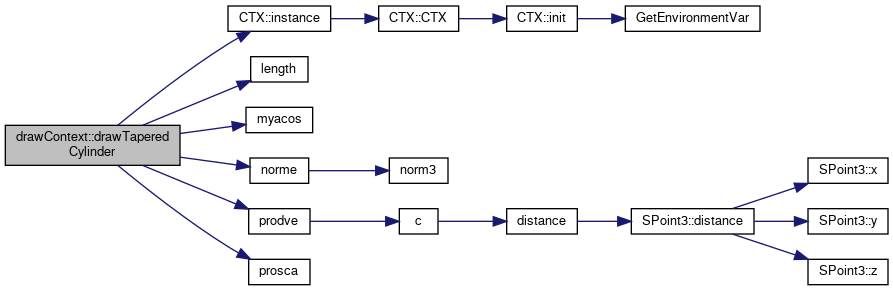 CTX::instance
CTX::CTX
CTX::init
GetEnvironmentVar
length
myacos
drawContext::drawTapered
Cylinder
norme
norm3
SPoint3::x
prodve
c
distance
SPoint3::distance
SPoint3::y
prosca
SPoint3::z